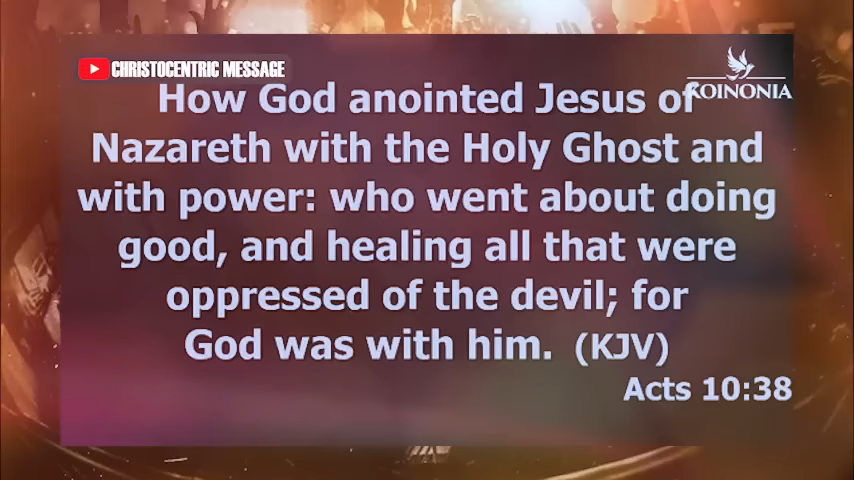 CHRISTOCENTRIC MESSAGE
KOINONIA
How God anointed Jesus of
Nazareth with the Holy Ghost and
with power: who went about doing
good, and healing all that were
oppressed of the devil; for
God was with him. (KJV)
Acts 10:38